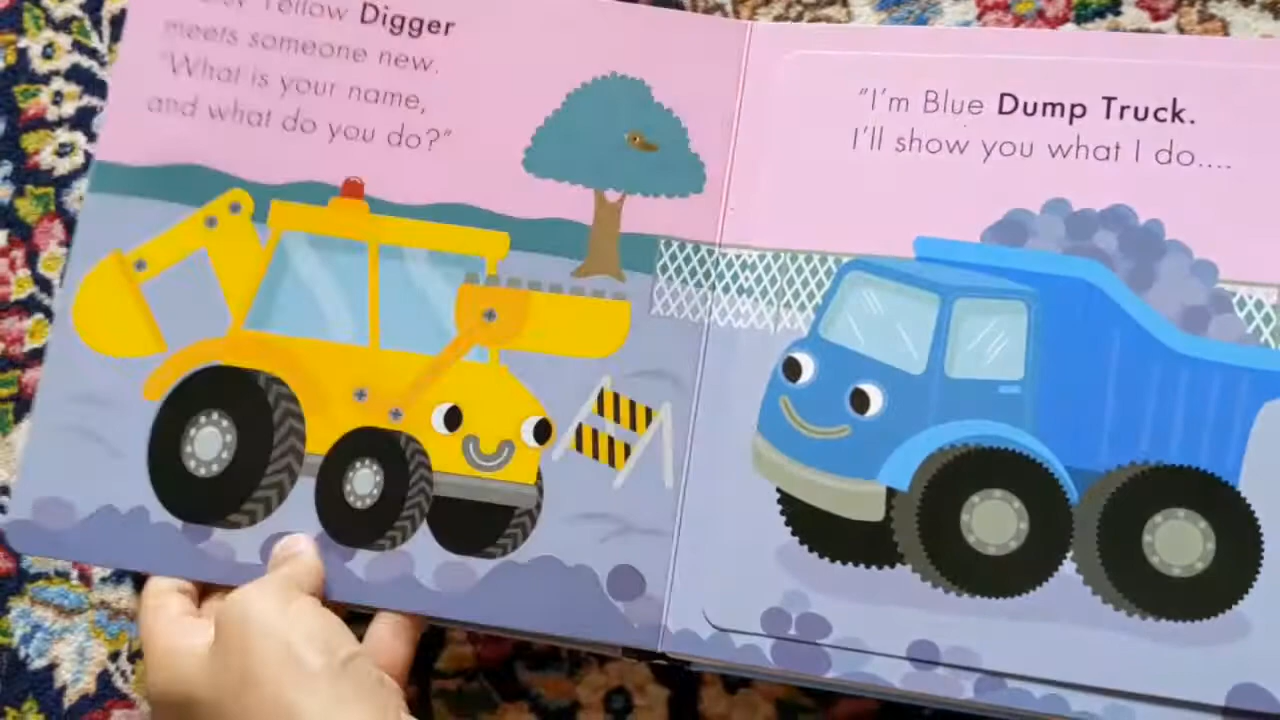 Yellow Digger
meets someone new.
"What is your name,
and what do you do?"
"I'm Blue Dump Truck.
I'll show you what I do....